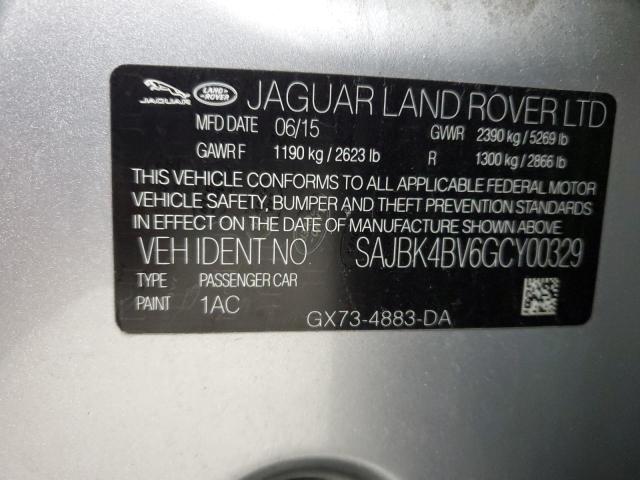 JAGUAR LAND ROVER JAGUAR LAND ROVER LTD
MFD DATE 06/15 GVWR 2390 kg / 5269 lb
GAWR F 1190 kg / 2623 lb R 1300 kg / 2866 lb
THIS VEHICLE CONFORMS TO ALL APPLICABLE FEDERAL MOTOR
VEHICLE SAFETY, BUMPER AND THEFT PREVENTION STANDARDS
IN EFFECT ON THE DATE OF MANUFACTURE SHOWN ABOVE
VEH IDENT NO. SAJBK4BV6GCY00329
TYPE PASSENGER CAR
PAINT 1AC
GX73-4883-DA